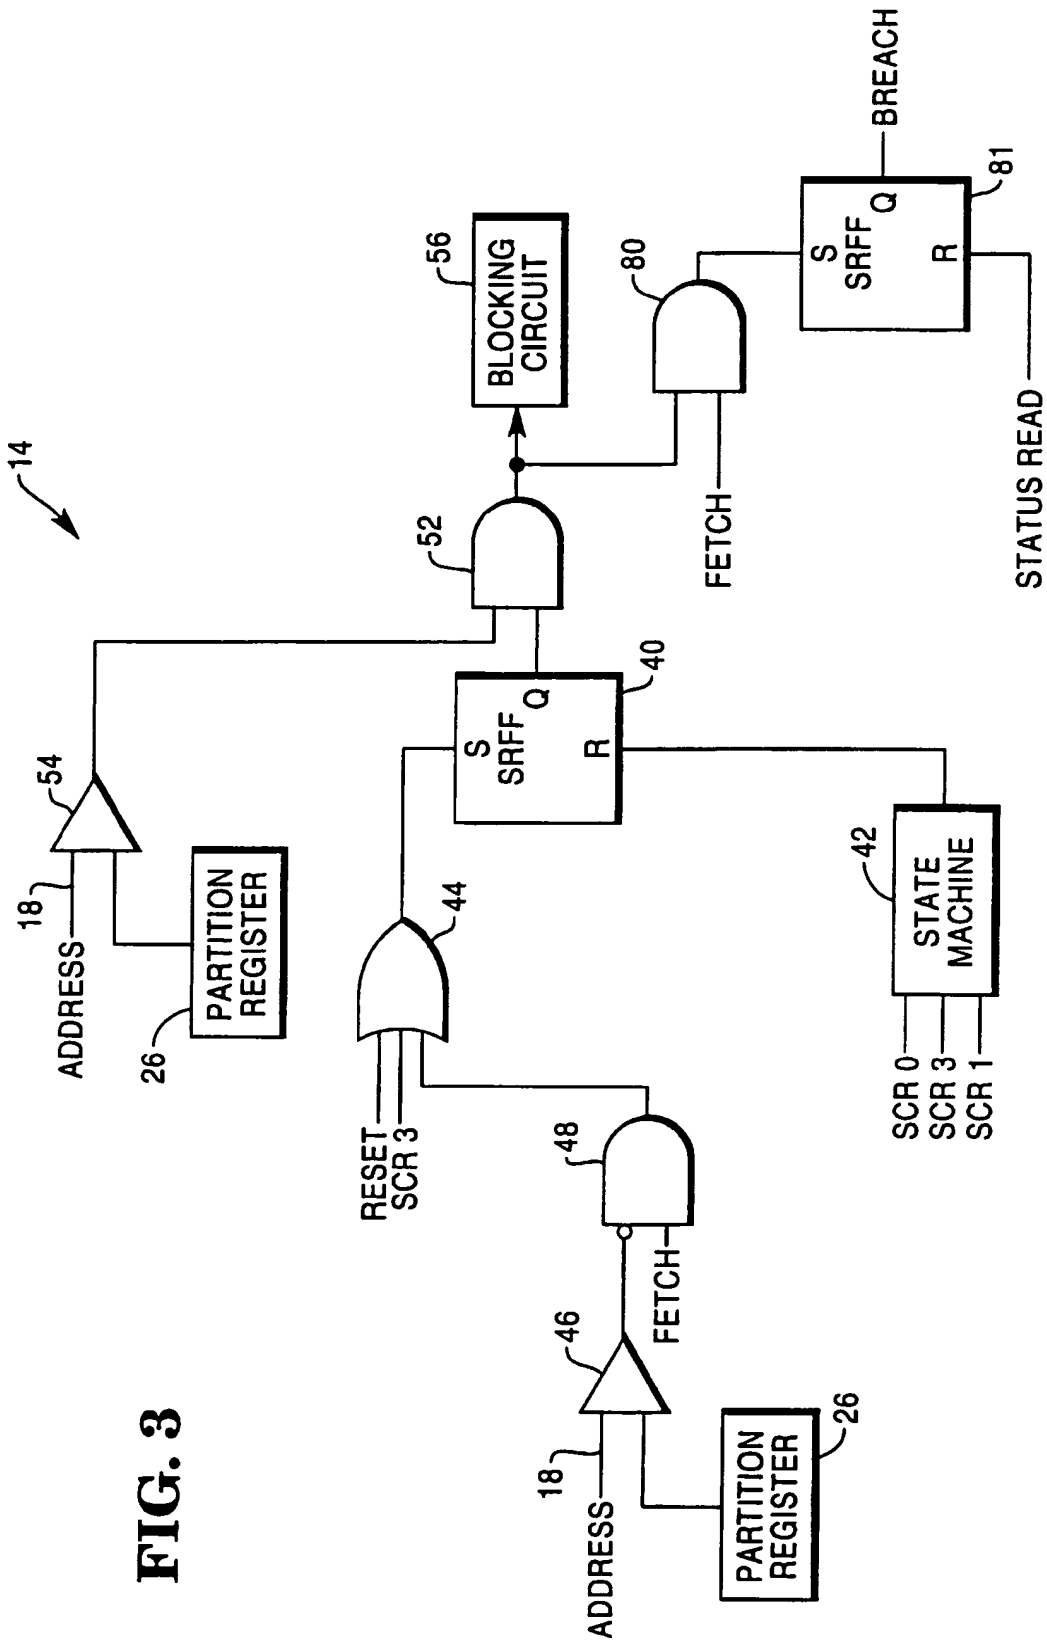 FIG. 3
14
ADDRESS
18
54
26
PARTITION
REGISTER
RESET
SCR 3
44
ADDRESS
18
46
PARTITION
REGISTER
26
FETCH
48
S
SRFF
Q
R
40
SCR 0
SCR 3
SCR 1
42
STATE
MACHINE
52
56
BLOCKING
CIRCUIT
FETCH
80
S
SRFF
Q
R
81
BREACH
STATUS READ